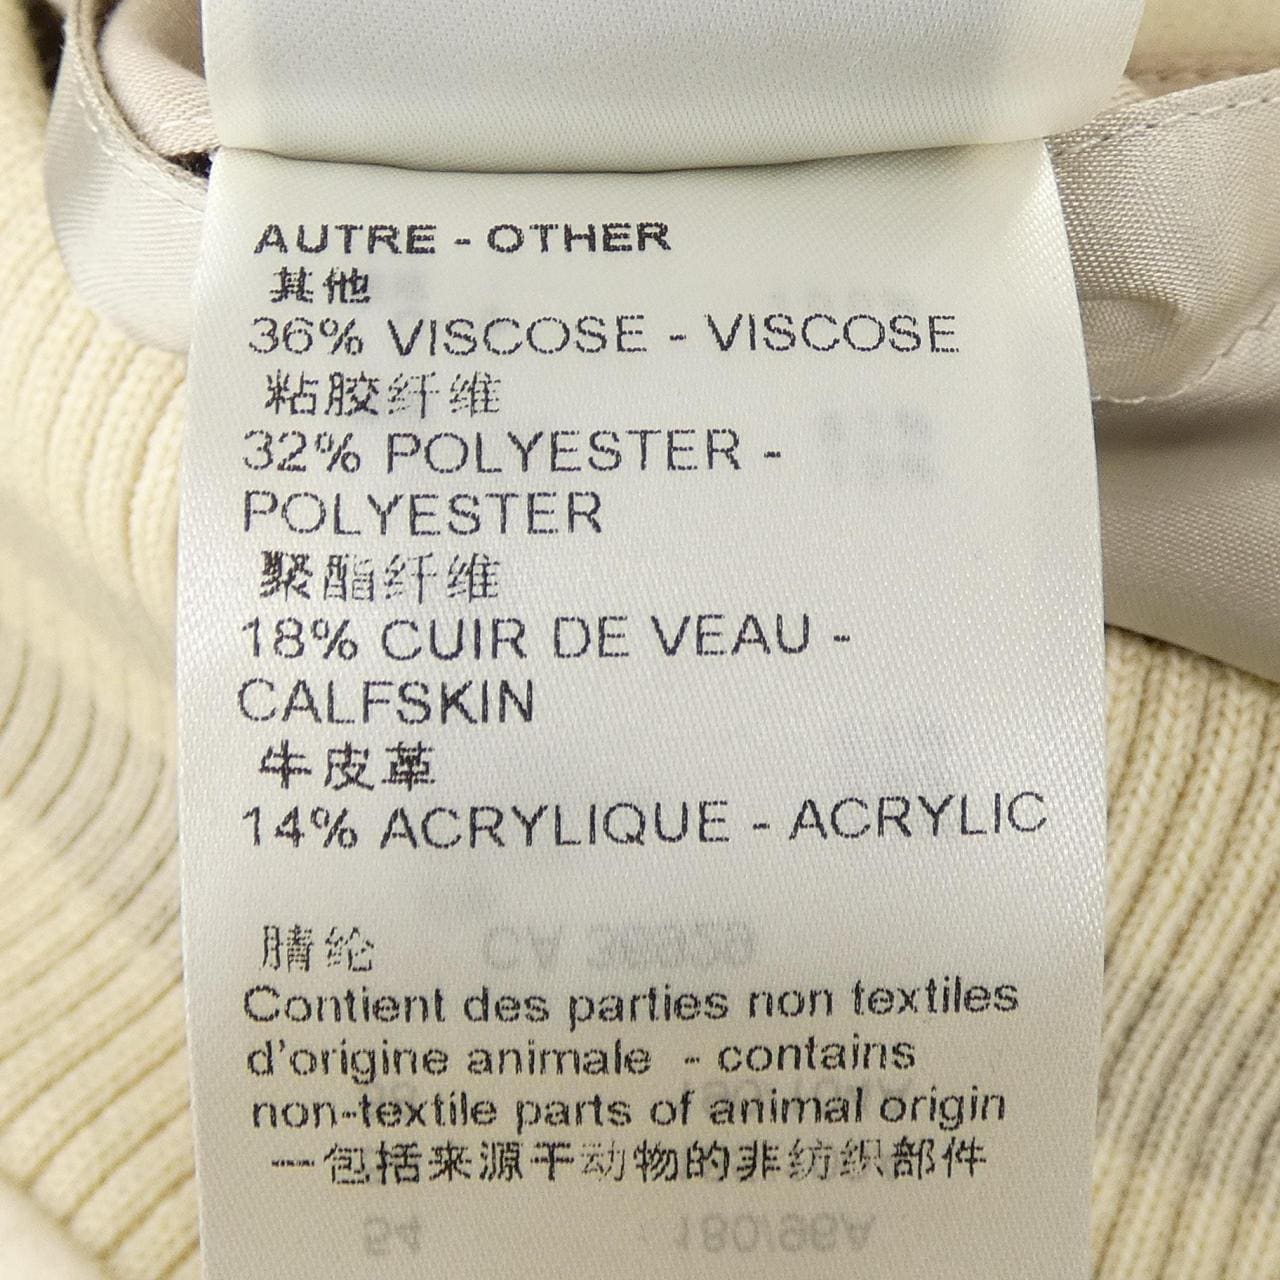 AUTRE - OTHER
其他
36% VISCOSE - VISCOSE
粘胶纤维
32% POLYESTER -
POLYESTER
聚酯纤维
18% CUIR DE VEAU -
CALFSKIN
牛皮革
14% ACRYLIQUE - ACRYLIC
腈纶
Contient des parties non textiles
d'origine animale - contains
non-textile parts of animal origin
一包括来源于动物的非纺织部件
54 180/96A